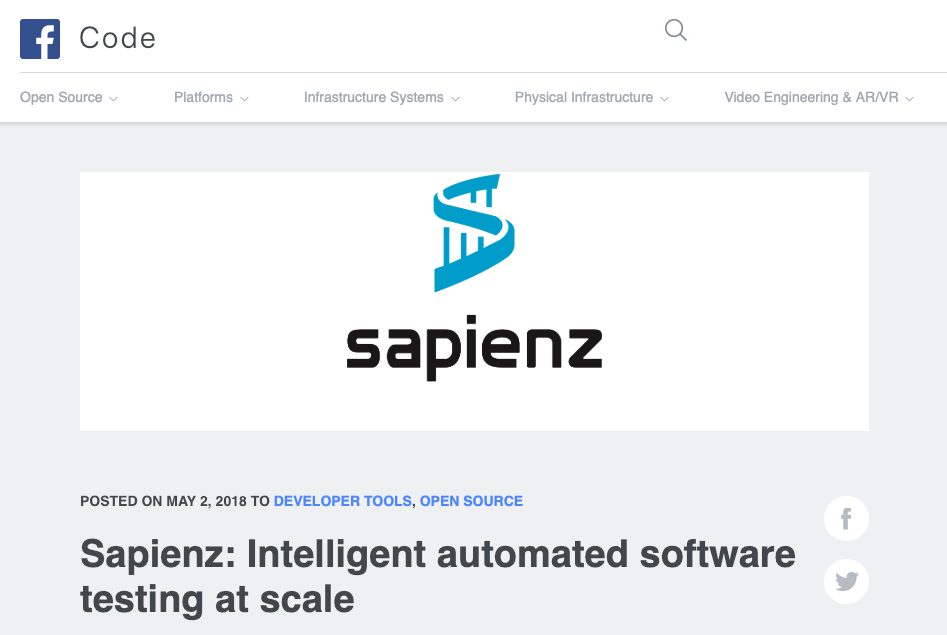 Code
Open Source
Platforms
Infrastructure Systems
Physical Infrastructure
Video Engineering & AR/VR
sapienz
POSTED ON MAY 2, 2018 TO DEVELOPER TOOLS, OPEN SOURCE
Sapienz: Intelligent automated software
testing at scale